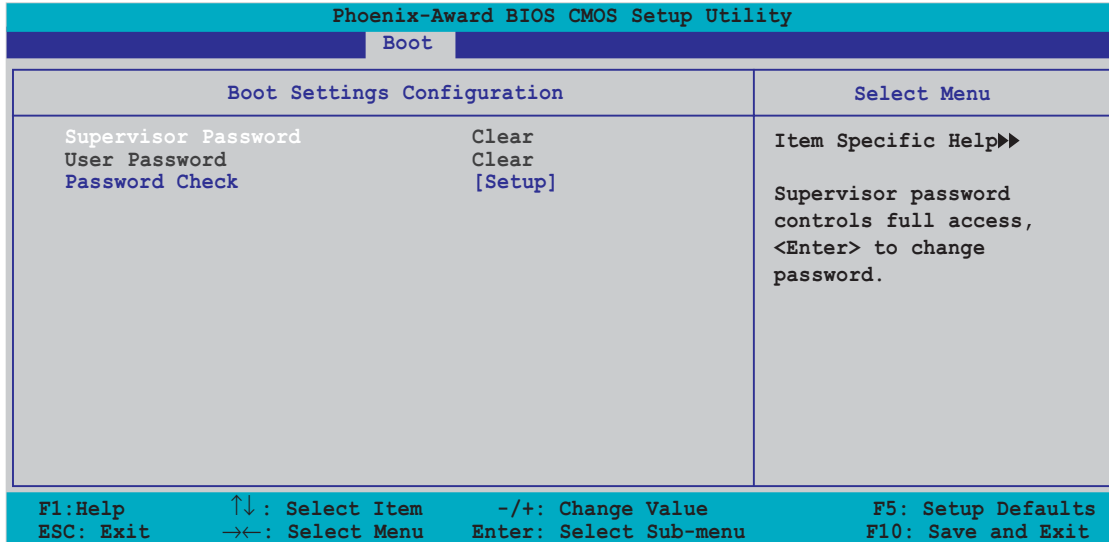 Phoenix-Award BIOS CMOS Setup Utility
Boot
Boot Settings Configuration
Select Menu
Supervisor Password Clear
User Password Clear
Password Check [Setup]
Item Specific Help▶▶
Supervisor password
controls full access,
<Enter> to change
password.
F1:Help ↑↓: Select Item -/+: Change Value F5: Setup Defaults
ESC: Exit →←: Select Menu Enter: Select Sub-menu F10: Save and Exit